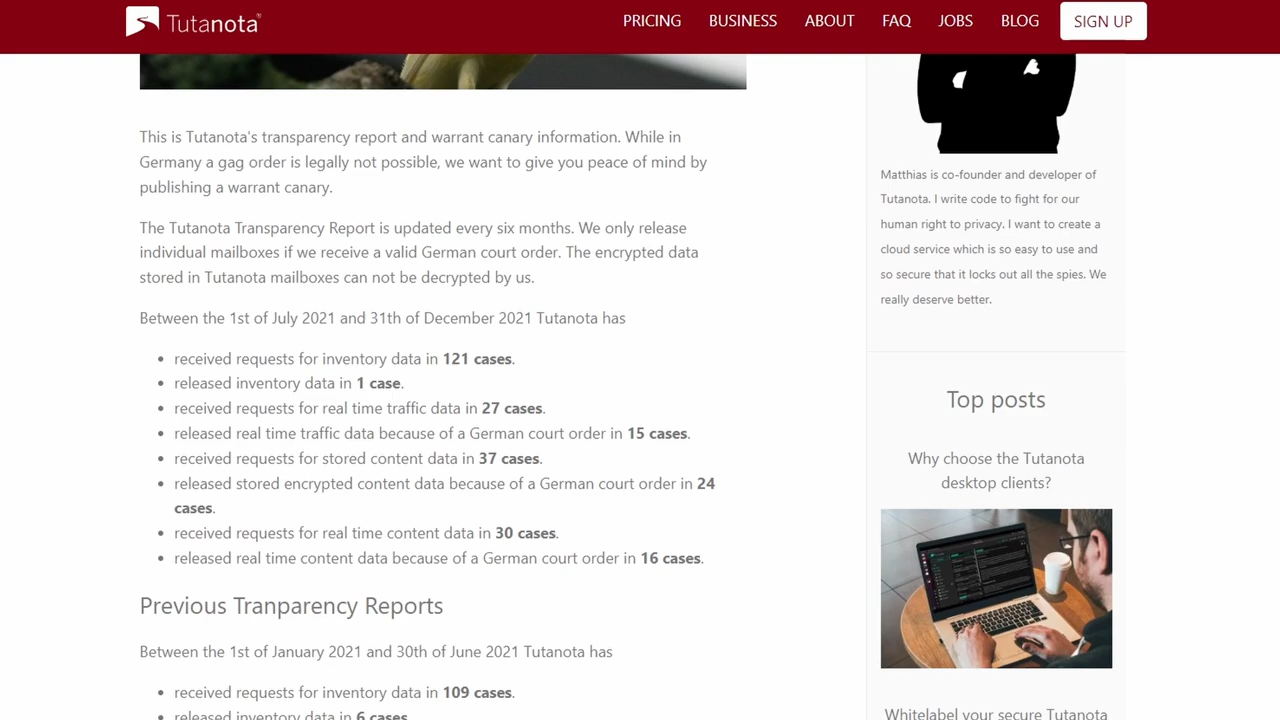 Tutanota®
PRICING BUSINESS ABOUT FAQ JOBS BLOG SIGN UP
This is Tutanota's transparency report and warrant canary information. While in
Germany a gag order is legally not possible, we want to give you peace of mind by
publishing a warrant canary.
The Tutanota Transparency Report is updated every six months. We only release
individual mailboxes if we receive a valid German court order. The encrypted data
stored in Tutanota mailboxes can not be decrypted by us.
Between the 1st of July 2021 and 31th of December 2021 Tutanota has
• received requests for inventory data in 121 cases.
• released inventory data in 1 case.
• received requests for real time traffic data in 27 cases.
• released real time traffic data because of a German court order in 15 cases.
• received requests for stored content data in 37 cases.
• released stored encrypted content data because of a German court order in 24
cases.
• received requests for real time content data in 30 cases.
• released real time content data because of a German court order in 16 cases.
Previous Tranparency Reports
Between the 1st of January 2021 and 30th of June 2021 Tutanota has
• received requests for inventory data in 109 cases.
• released inventory data in 6 cases.
Matthias is co-founder and developer of
Tutanota. I write code to fight for our
human right to privacy. I want to create a
cloud service which is so easy to use and
so secure that it locks out all the spies. We
really deserve better.
Top posts
Why choose the Tutanota
desktop clients?
Whitelabel your secure Tutanota